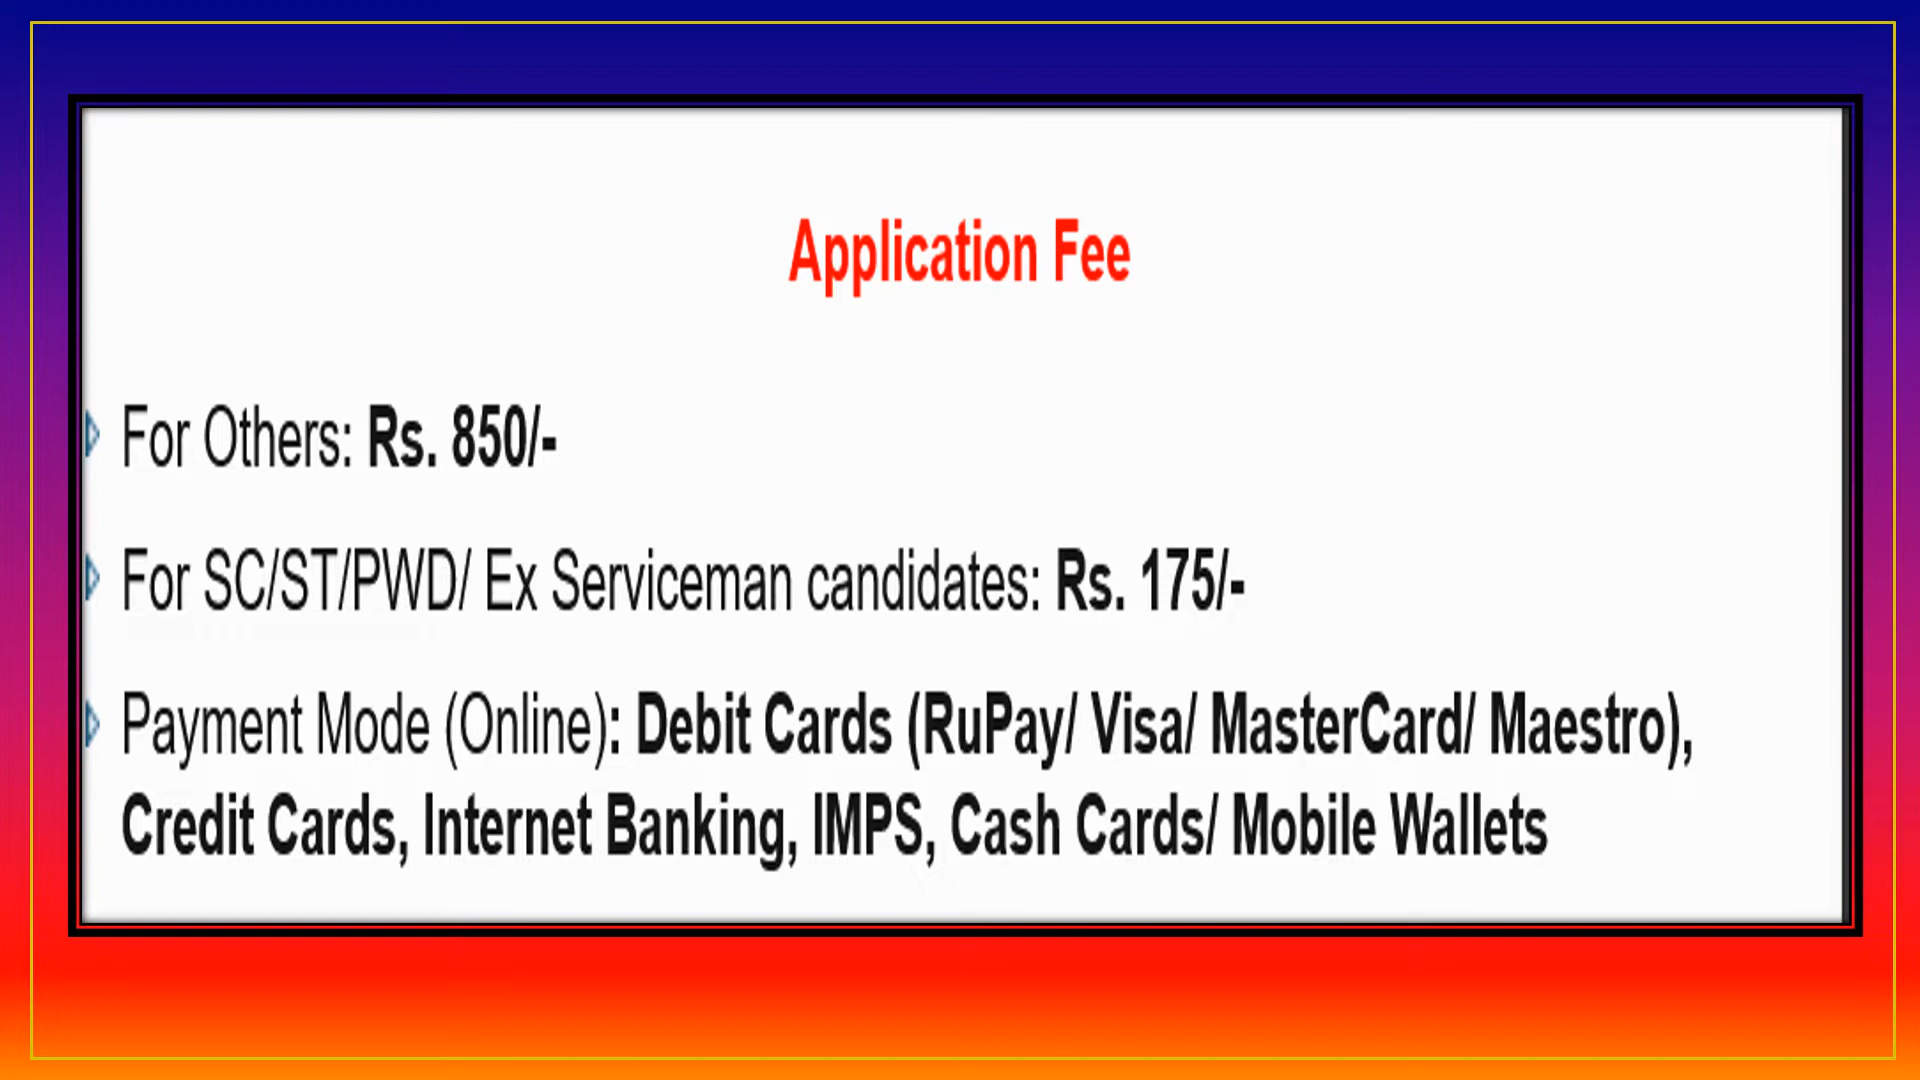 Application Fee
For Others: Rs. 850/-
For SC/ST/PWD/ Ex Serviceman candidates: Rs. 175/-
Payment Mode (Online): Debit Cards (RuPay/ Visa/ MasterCard/ Maestro),
Credit Cards, Internet Banking, IMPS, Cash Cards/ Mobile Wallets